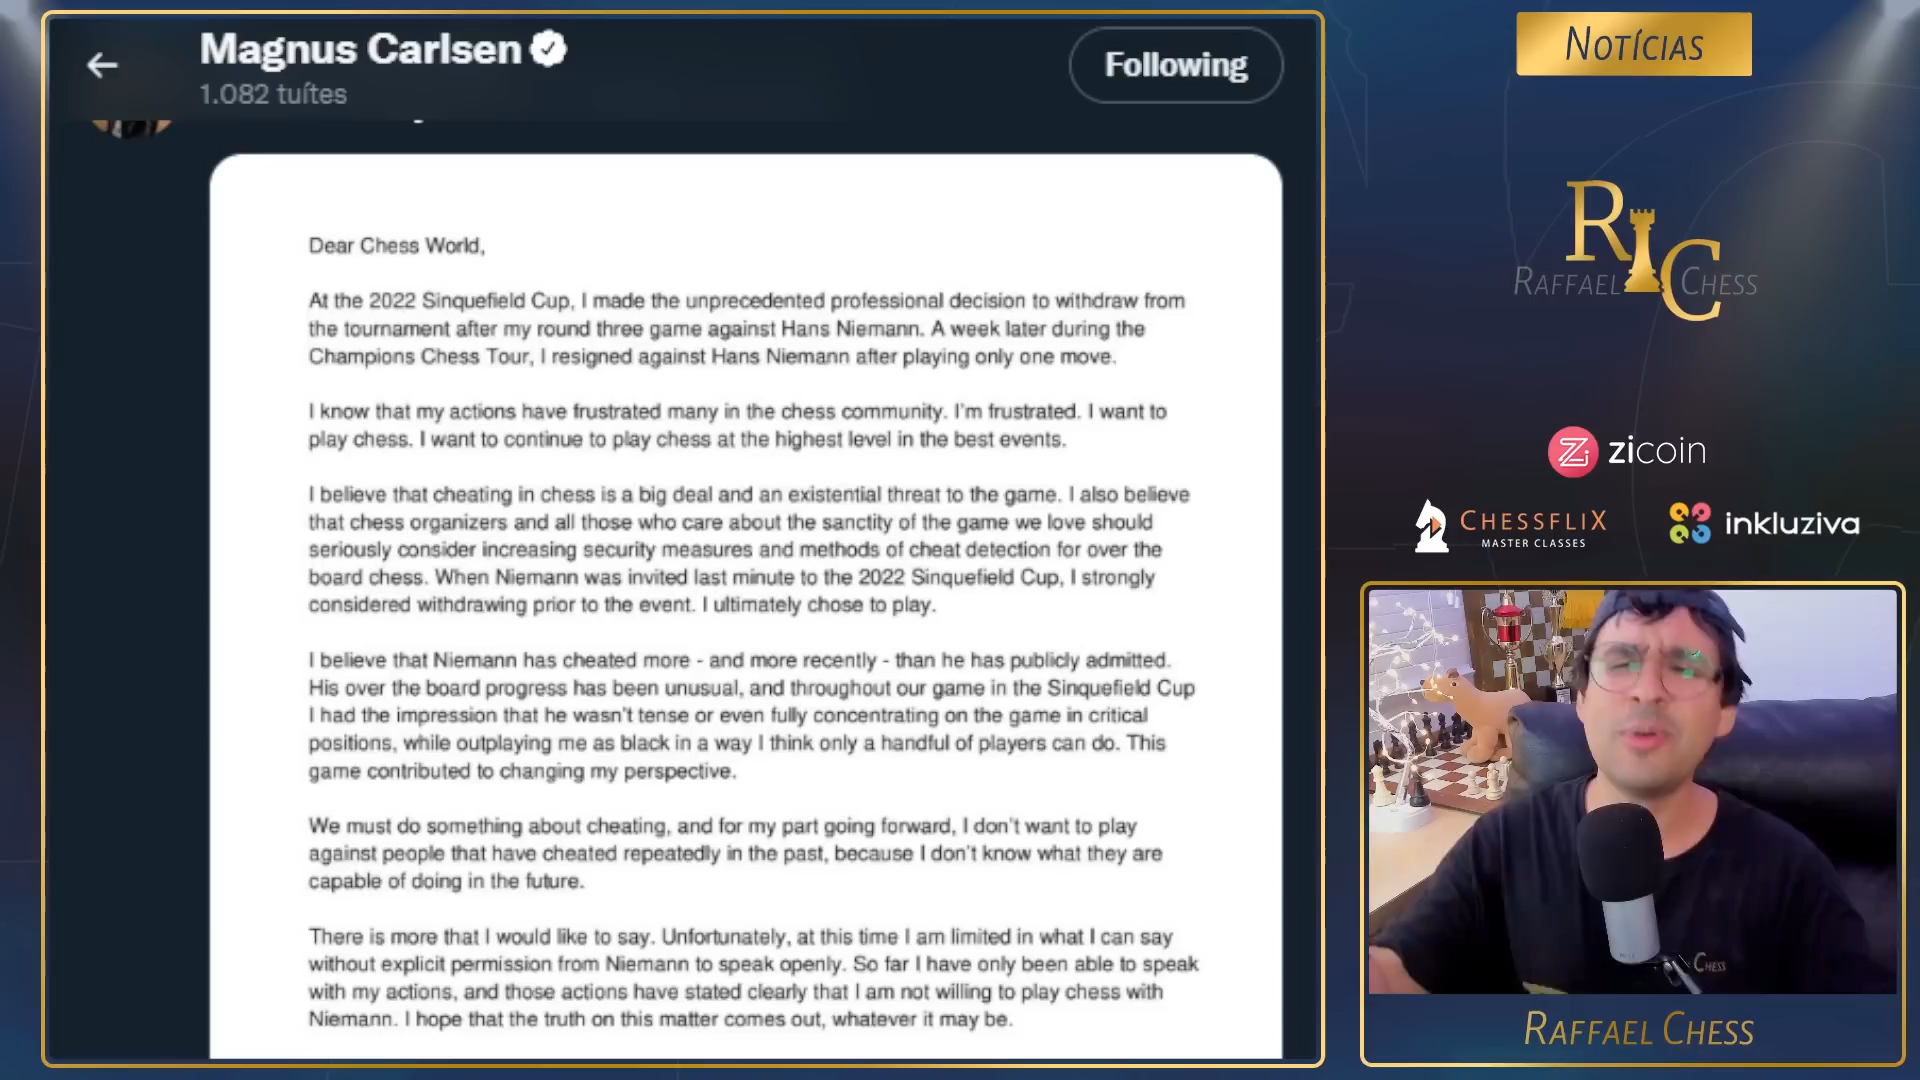 Magnus Carlsen
1.082 tuítes
Following
Dear Chess World,
At the 2022 Sinquefield Cup, I made the unprecedented professional decision to withdraw from
the tournament after my round three game against Hans Niemann. A week later during the
Champions Chess Tour, I resigned against Hans Niemann after playing only one move.
I know that my actions have frustrated many in the chess community. I'm frustrated. I want to
play chess. I want to continue to play chess at the highest level in the best events.
I believe that cheating in chess is a big deal and an existential threat to the game. I also believe
that chess organizers and all those who care about the sanctity of the game we love should
seriously consider increasing security measures and methods of cheat detection for over the
board chess. When Niemann was invited last minute to the 2022 Sinquefield Cup, I strongly
considered withdrawing prior to the event. I ultimately chose to play.
I believe that Niemann has cheated more - and more recently - than he has publicly admitted.
His over the board progress has been unusual, and throughout our game in the Sinquefield Cup
I had the impression that he wasn't tense or even fully concentrating on the game in critical
positions, while outplaying me as black in a way I think only a handful of players can do. This
game contributed to changing my perspective.
We must do something about cheating, and for my part going forward, I don't want to play
against people that have cheated repeatedly in the past, because I don't know what they are
capable of doing in the future.
There is more that I would like to say. Unfortunately, at this time I am limited in what I can say
without explicit permission from Niemann to speak openly. So far I have only been able to speak
with my actions, and those actions have stated clearly that I am not willing to play chess with
Niemann. I hope that the truth on this matter comes out, whatever it may be.
NOTÍCIAS
R C
RAFFAEL CHESS
zicoin
CHESSFLIX
MASTER CLASSES
inkluziva
CHESS
RAFFAEL CHESS